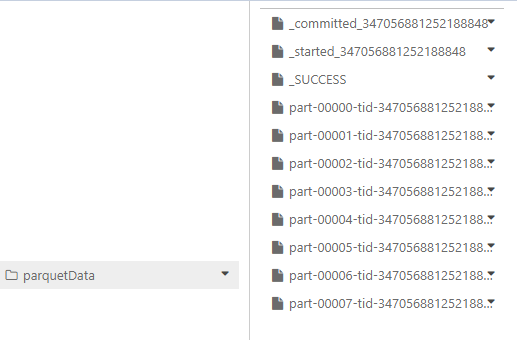 _committed_347056881252188848
_started_347056881252188848
_SUCCESS
part-00000-tid-347056881252188...
part-00001-tid-347056881252188...
part-00002-tid-347056881252188...
part-00003-tid-347056881252188...
part-00004-tid-347056881252188...
part-00005-tid-347056881252188...
part-00006-tid-347056881252188...
part-00007-tid-347056881252188...
parquetData